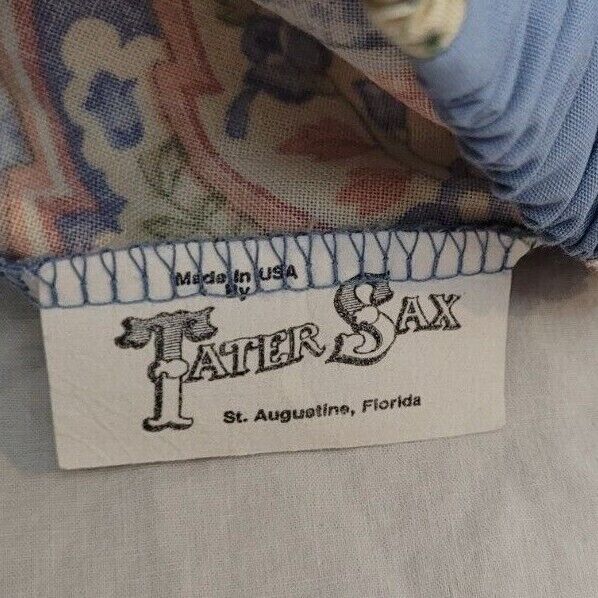 Made In USA
By
TATER SAX
St. Augustine, Florida